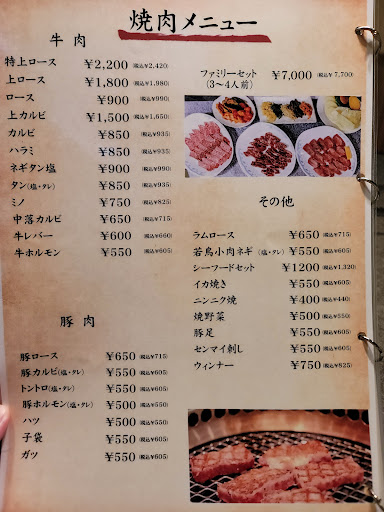 焼肉メニュー
牛肉
特上ロース ¥2,200 (税込¥2,420)
上ロース ¥1,800 (税込¥1,980)
ロース ¥900 (税込¥990)
上カルビ ¥1,500 (税込¥1,650)
カルビ ¥850 (税込¥935)
ハラミ ¥850 (税込¥935)
ネギタン塩 ¥900 (税込¥990)
タン(塩・タレ) ¥850 (税込¥935)
ミノ ¥750 (税込¥825)
中落カルビ ¥650 (税込¥715)
牛レバー ¥600 (税込¥660)
牛ホルモン ¥550 (税込¥605)
豚肉
豚ロース ¥650 (税込¥715)
豚カルビ(塩・タレ) ¥550 (税込¥605)
トントロ(塩・タレ) ¥550 (税込¥605)
豚ホルモン(塩・タレ) ¥500 (税込¥550)
ハツ ¥500 (税込¥550)
子袋 ¥550 (税込¥605)
ガツ ¥550 (税込¥605)
ファミリーセット ¥7,000 (税込¥7,700)
(3〜4人前)
その他
ラムロース ¥650 (税込¥715)
若鳥小肉ネギ(塩・タレ) ¥550 (税込¥605)
シーフードセット ¥1200 (税込¥1,320)
イカ焼き ¥550 (税込¥605)
ニンニク焼 ¥400 (税込¥440)
焼野菜 ¥500 (税込¥550)
豚足 ¥550 (税込¥605)
センマイ刺し ¥550 (税込¥605)
ウィンナー ¥750 (税込¥825)